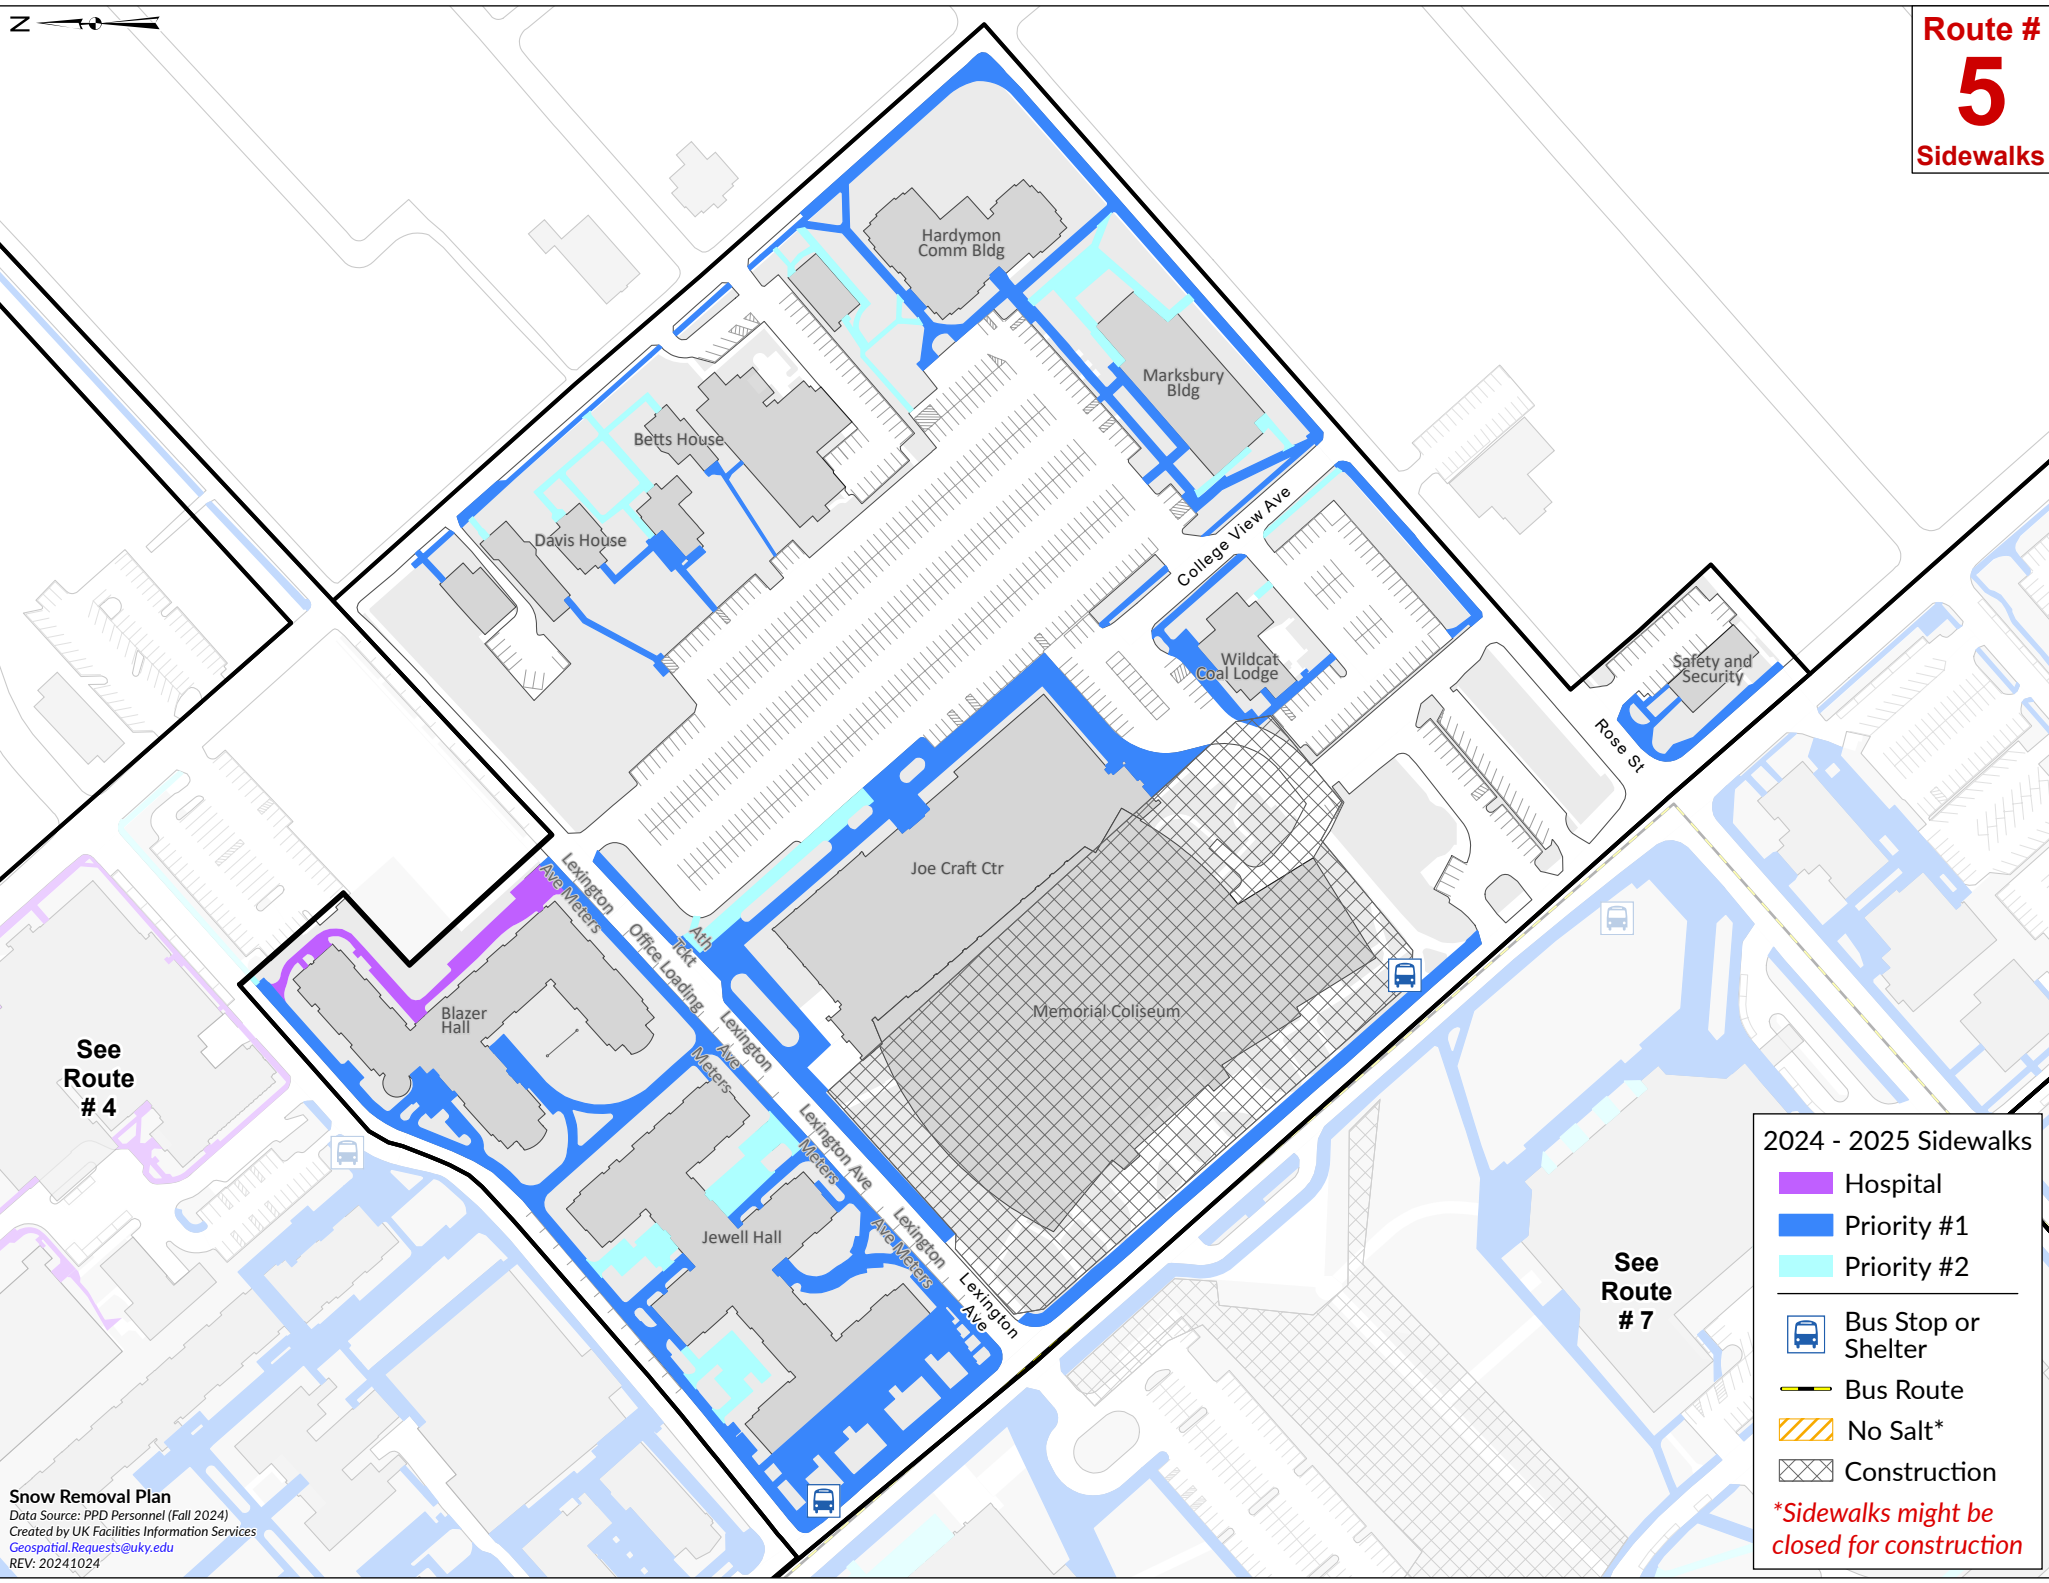 N
Route #
5
Sidewalks
Hardymon
Comm Bldg
Marksbury
Bldg
Betts House
Davis House
College View Ave
Wildcat
Coal Lodge
Safety and
Security
Rose St
Lexington
Ave Meters
Joe Craft Ctr
Ath
Tckt
Office Loading
Blazer
Hall
Memorial Coliseum
Lexington
Ave
Meters
See
Route
# 4
Lexington Ave
Meters
Jewell Hall
Lexington
Ave Meters
Lexington
Ave
See
Route
# 7
2024 - 2025 Sidewalks
Hospital
Priority #1
Priority #2
Bus Stop or
Shelter
Bus Route
No Salt*
Construction
*Sidewalks might be
closed for construction
Snow Removal Plan
Data Source: PPD Personnel (Fall 2024)
Created by UK Facilities Information Services
Geospatial.Requests@uky.edu
REV: 20241024